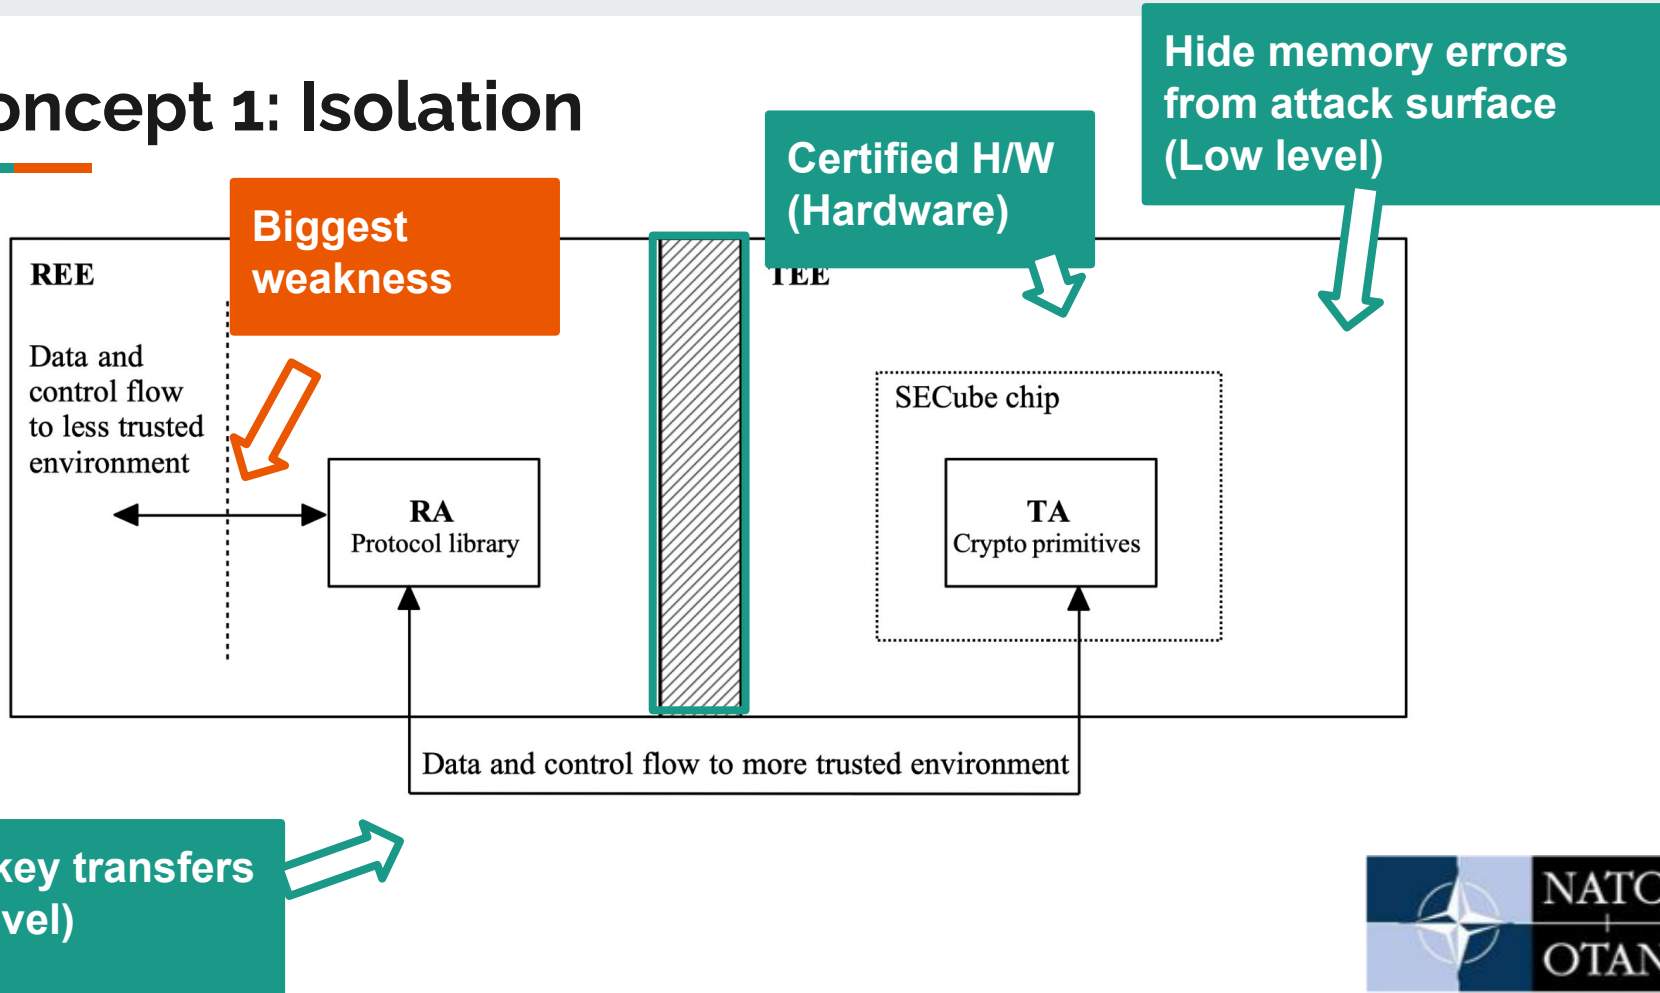 oncept 1: Isolation
Hide memory errors
from attack surface
(Low level)
Certified H/W
(Hardware)
Biggest
weakness
REE
TEE
Data and
control flow
to less trusted
environment
SECube chip
RA
Protocol library
TA
Crypto primitives
Data and control flow to more trusted environment
key transfers
vel)
NATO
OTAN